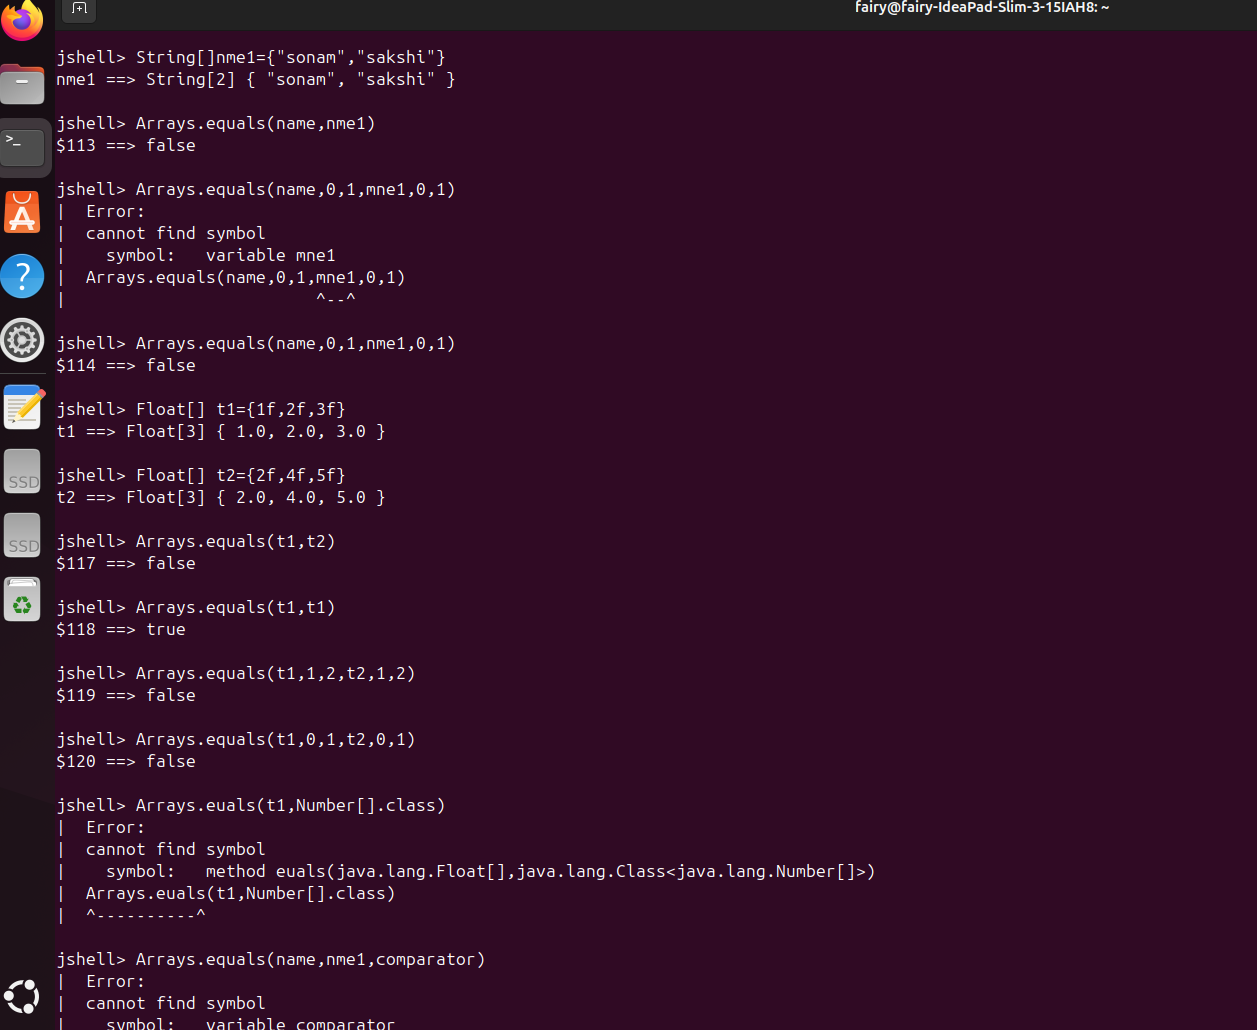 fairy@fairy-IdeaPad-Slim-3-15IAH8: ~
jshell> String[]nme1={"sonam","sakshi"}
nme1 ==> String[2] { "sonam", "sakshi" }
jshell> Arrays.equals(name,nme1)
$113 ==> false
jshell> Arrays.equals(name,0,1,mne1,0,1)
|  Error:
|  cannot find symbol
|    symbol:   variable mne1
|  Arrays.equals(name,0,1,mne1,0,1)
|                         ^--^
jshell> Arrays.equals(name,0,1,nme1,0,1)
$114 ==> false
jshell> Float[] t1={1f,2f,3f}
t1 ==> Float[3] { 1.0, 2.0, 3.0 }
jshell> Float[] t2={2f,4f,5f}
t2 ==> Float[3] { 2.0, 4.0, 5.0 }
jshell> Arrays.equals(t1,t2)
$117 ==> false
jshell> Arrays.equals(t1,t1)
$118 ==> true
jshell> Arrays.equals(t1,1,2,t2,1,2)
$119 ==> false
jshell> Arrays.equals(t1,0,1,t2,0,1)
$120 ==> false
jshell> Arrays.euals(t1,Number[].class)
|  Error:
|  cannot find symbol
|    symbol:   method euals(java.lang.Float[],java.lang.Class<java.lang.Number[]>)
|  Arrays.euals(t1,Number[].class)
|  ^----------^
jshell> Arrays.equals(name,nme1,comparator)
|  Error:
|  cannot find symbol
|    symbol:   variable comparator
>_
A
?
SSD
SSD